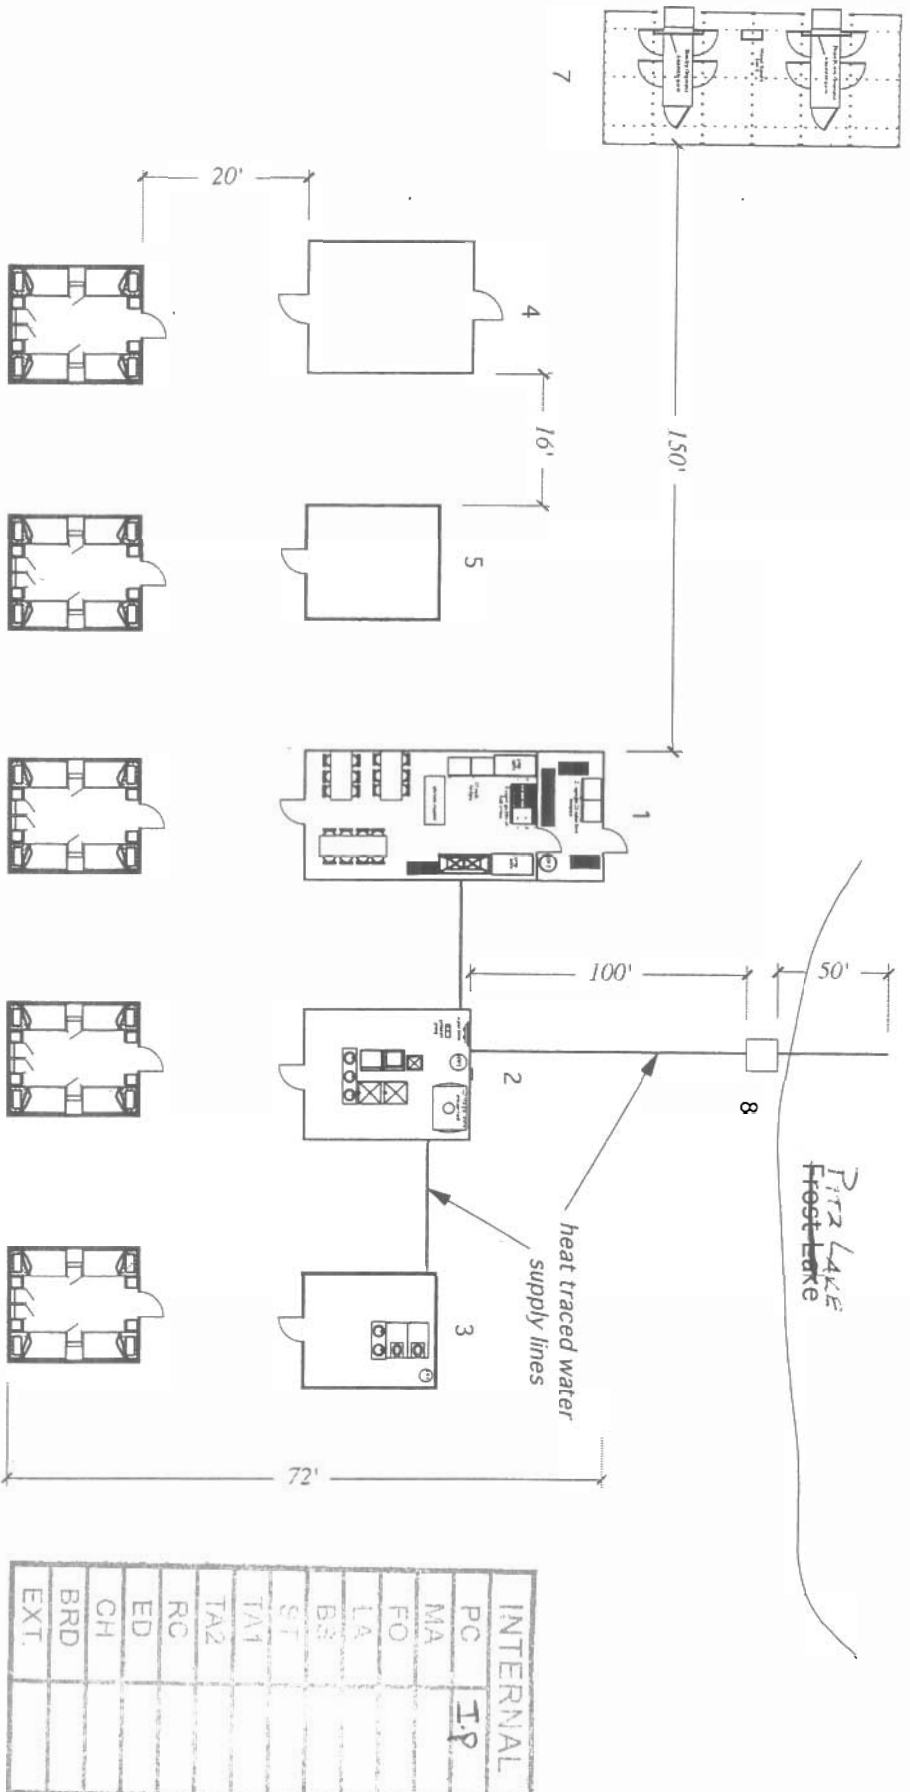 7
20'
4
16'
150'
5
1
100'
50'
2
8
PITZ LAKE
Frost Lake
heat traced water
supply lines
3
72'
INTERNAL
PC I.P
MA
FO
LA
BS
ST
TA1
TA2
RC
ED
CH
BRD
EXT.